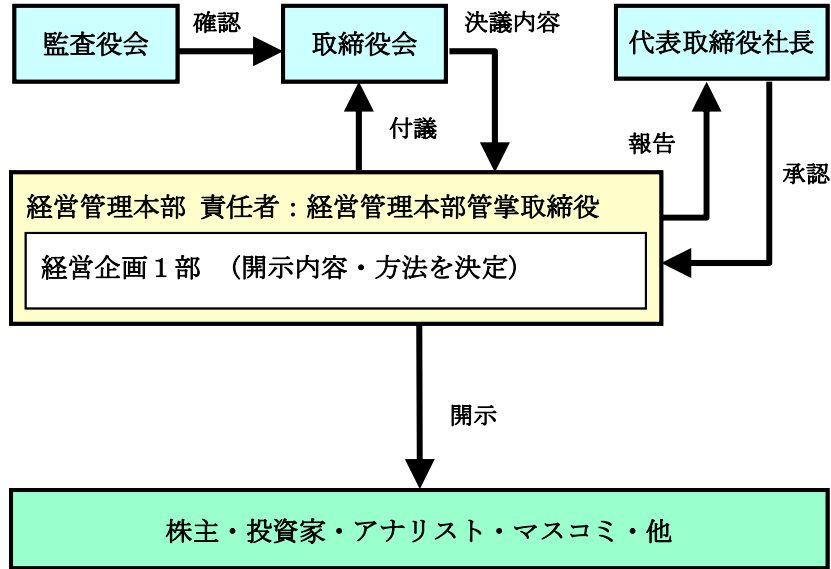 監査役会
確認
取締役会
決議内容
代表取締役社長
付議
報告
承認
経営管理本部 責任者：経営管理本部管掌取締役
経営企画１部 （開示内容・方法を決定）
開示
株主・投資家・アナリスト・マスコミ・他